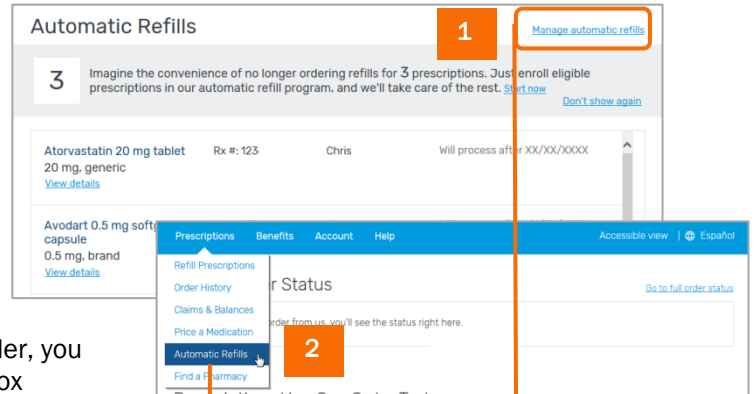 Automatic Refills
1
Manage automatic refills
3
Imagine the convenience of no longer ordering refills for 3 prescriptions. Just enroll eligible
prescriptions in our automatic refill program, and we'll take care of the rest. Start now
Don't show again
Atorvastatin 20 mg tablet Rx #: 123 Chris Will process after XX/XX/XXXX
20 mg, generic
View details
Avodart 0.5 mg
capsule
0.5 mg, brand
View details
Prescriptions Benefits Account Help Accessible view | Español
Refill Prescriptions
Order History
Claims & Balances
Price a Medication
Automatic Refills
Find a Pharmacy
Status
Go to full order status
order from us, you'll see the status right here.
2
you